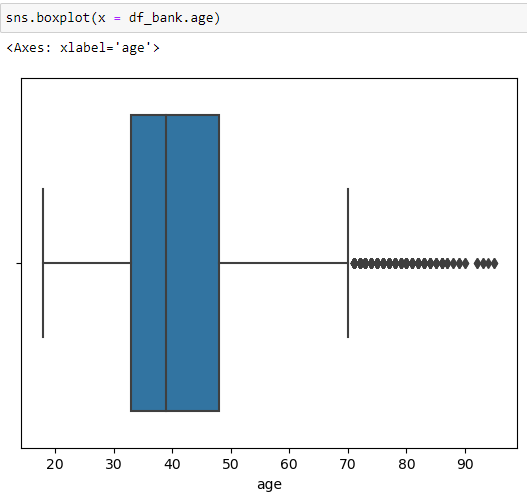 sns.boxplot(x = df_bank.age)
<Axes: xlabel='age'>
20 30 40 50 60 70 80 90
age